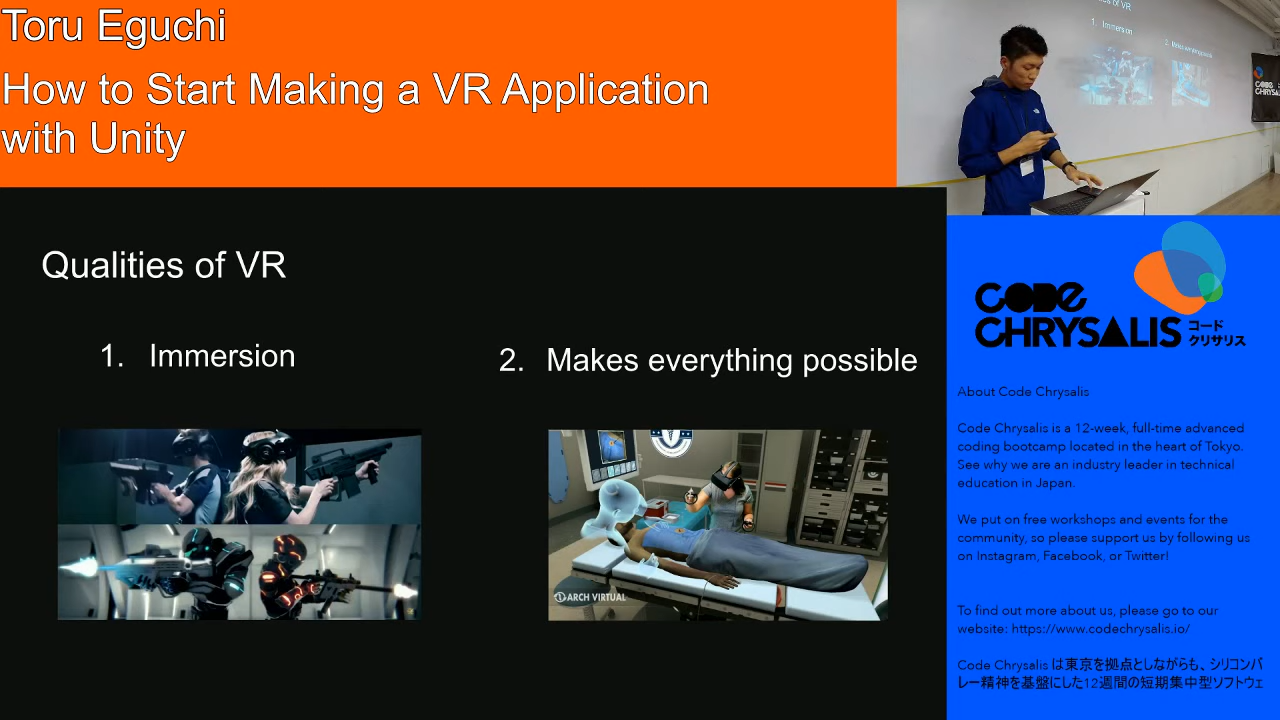 Toru Eguchi
How to Start Making a VR Application
with Unity
Qualities of VR
1. Immersion
2. Makes everything possible
ARCH VIRTUAL
1. Immersion
CODE
CHRYSALIS
コード
クリサリス
About Code Chrysalis
Code Chrysalis is a 12-week, full-time advanced
coding bootcamp located in the heart of Tokyo.
See why we are an industry leader in technical
education in Japan.
We put on free workshops and events for the
community, so please support us by following us
on Instagram, Facebook, or Twitter!
To find out more about us, please go to our
website: https://www.codechrysalis.io/
Code Chrysalis は東京を拠点としながらも、シリコンバ
レー精神を基盤にした12週間の短期集中型ソフトウェ